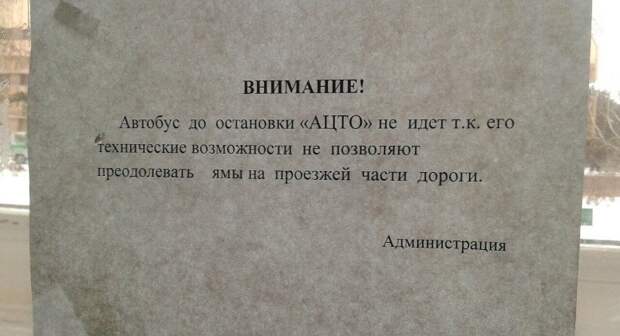 ВНИМАНИЕ!
Автобус до остановки «АЦТО» не идет т.к. его
технические возможности не позволяют
преодолевать ямы на проезжей части дороги.
Администрация